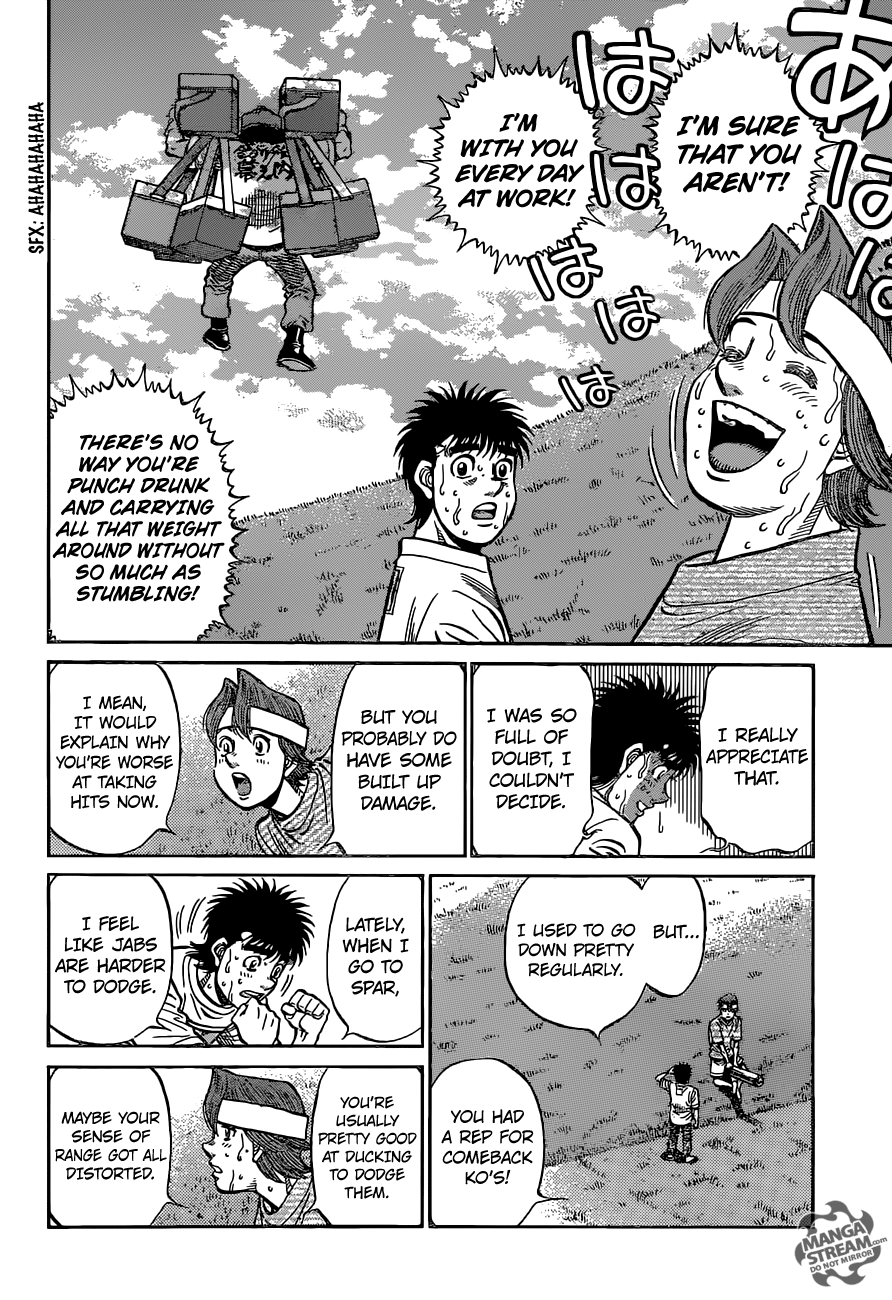 あはは
ははははは
SFX: AHAHAHAHAHA
I'M SURE
THAT YOU
AREN'T!
I'M
WITH YOU
EVERY DAY
AT WORK!
幕之内
THERE'S NO
WAY YOU'RE
PUNCH DRUNK
AND CARRYING
ALL THAT WEIGHT
AROUND WITHOUT
SO MUCH AS
STUMBLING!
I REALLY
APPRECIATE
THAT.
I WAS SO
FULL OF
DOUBT, I
COULDN'T
DECIDE.
BUT YOU
PROBABLY DO
HAVE SOME
BUILT UP
DAMAGE.
I MEAN,
IT WOULD
EXPLAIN WHY
YOU'RE WORSE
AT TAKING
HITS NOW.
BUT...
I USED TO GO
DOWN PRETTY
REGULARLY.
YOU HAD
A REP FOR
COMEBACK
KO'S!
LATELY,
WHEN I
GO TO
SPAR,
I FEEL
LIKE JABS
ARE HARDER
TO DODGE.
YOU'RE
USUALLY
PRETTY GOOD
AT DUCKING
TO DODGE
THEM.
MAYBE YOUR
SENSE OF
RANGE GOT ALL
DISTORTED.
MANGA
STREAM.com
DO NOT MIRROR